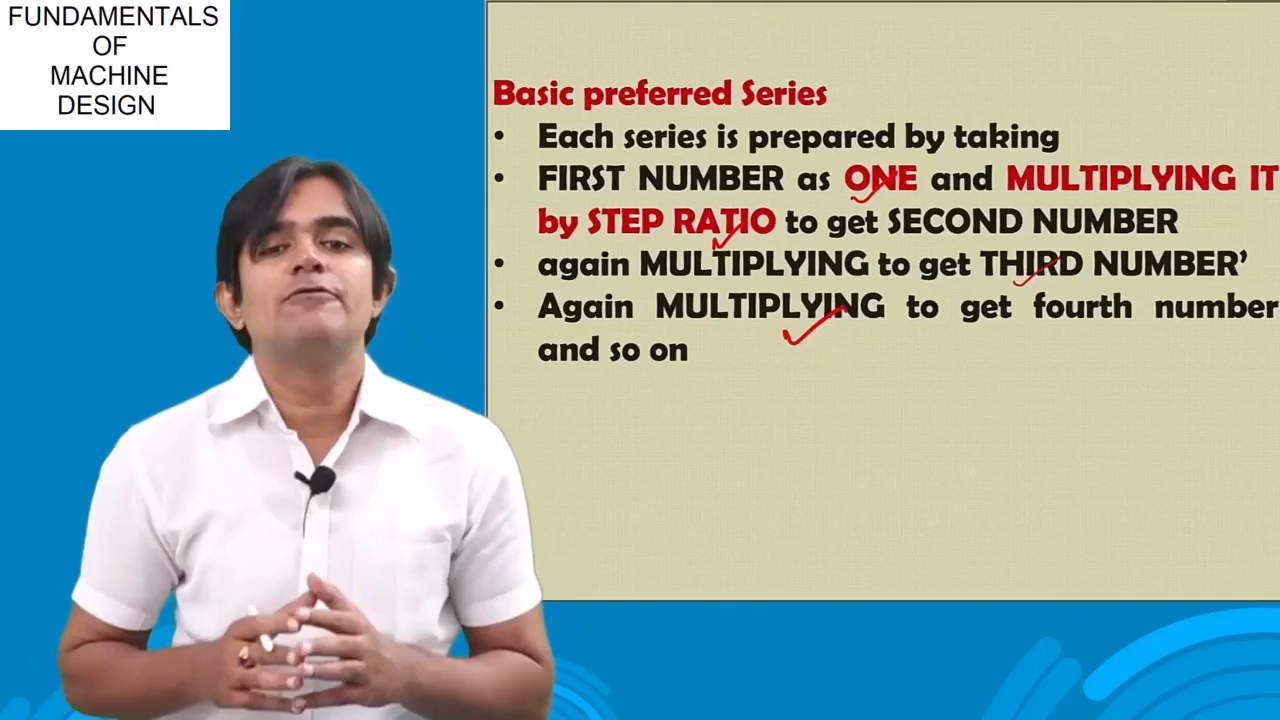 FUNDAMENTALS
OF
MACHINE
DESIGN
Basic preferred Series
• Each series is prepared by taking
• FIRST NUMBER as ONE and MULTIPLYING IT
by STEP RATIO to get SECOND NUMBER
• again MULTIPLYING to get THIRD NUMBER’
• Again MULTIPLYING to get fourth number
and so on